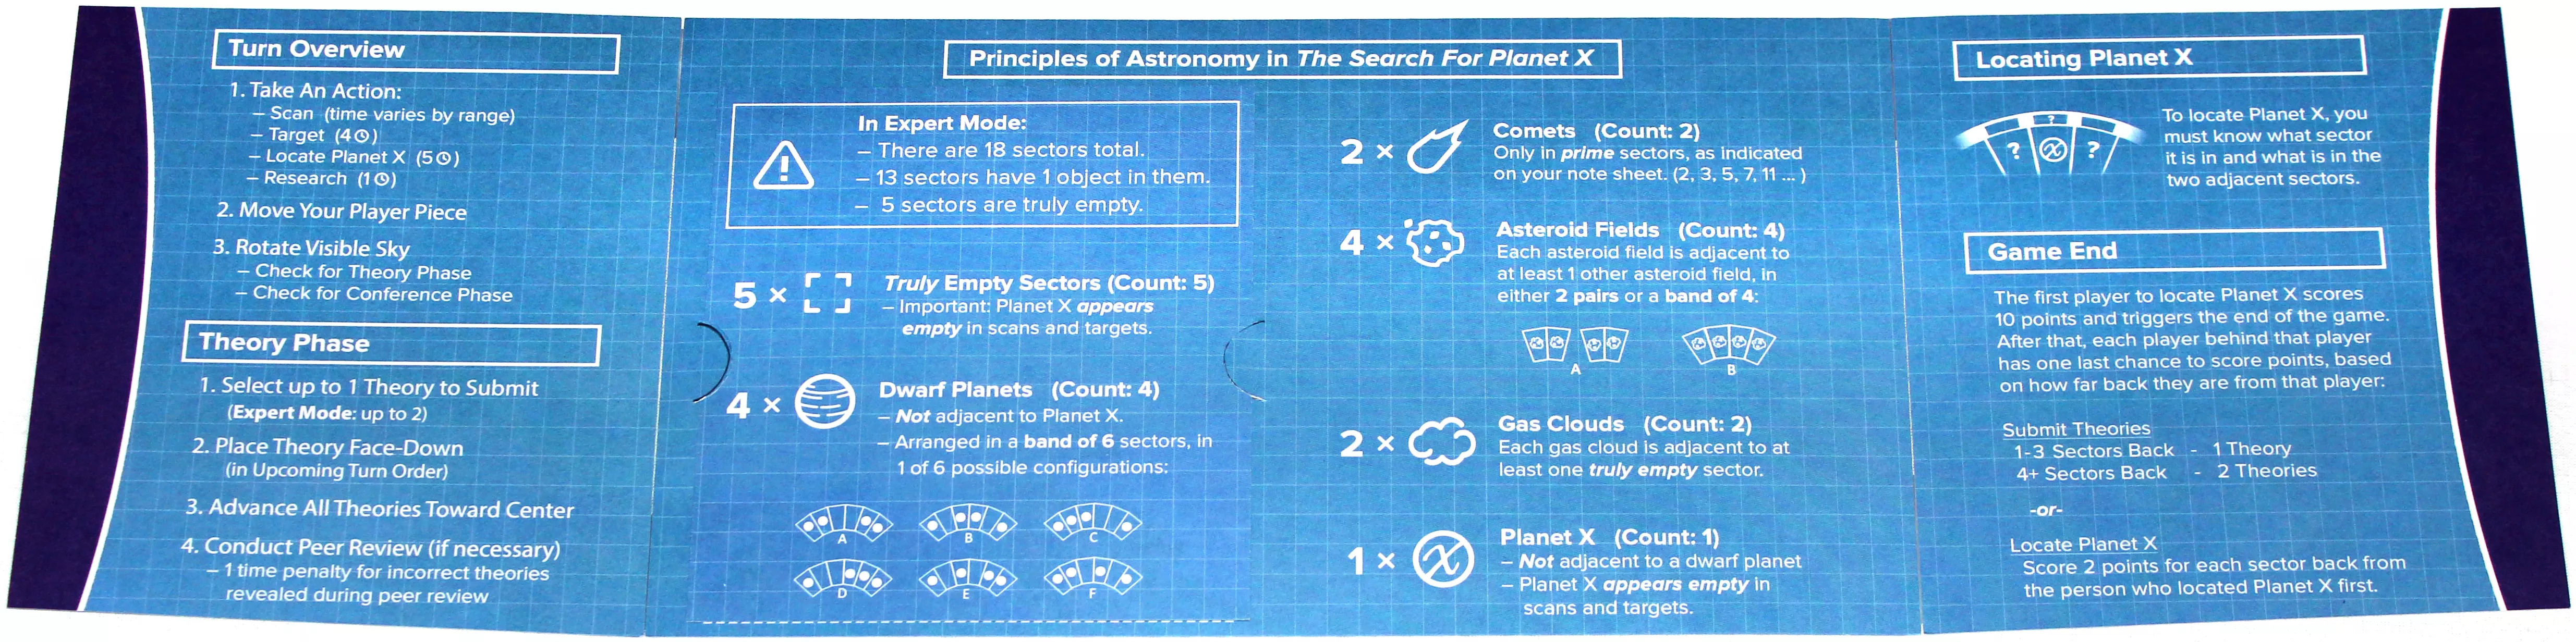 Turn Overview
1. Take An Action:
– Scan (time varies by range)
– Target (4)
– Locate Planet X (5)
– Research (1)
2. Move Your Player Piece
3. Rotate Visible Sky
– Check for Theory Phase
– Check for Conference Phase
Theory Phase
1. Select up to 1 Theory to Submit
(Expert Mode: up to 2)
2. Place Theory Face-Down
(in Upcoming Turn Order)
3. Advance All Theories Toward Center
4. Conduct Peer Review (if necessary)
– 1 time penalty for incorrect theories
revealed during peer review
Principles of Astronomy in The Search For Planet X
!
In Expert Mode:
– There are 18 sectors total.
– 13 sectors have 1 object in them.
– 5 sectors are truly empty.
5 ×
Truly Empty Sectors (Count: 5)
– Important: Planet X appears
empty in scans and targets.
4 ×
Dwarf Planets (Count: 4)
– Not adjacent to Planet X.
– Arranged in a band of 6 sectors, in
1 of 6 possible configurations:
A B C
D E F
2 ×
Comets (Count: 2)
Only in prime sectors, as indicated
on your note sheet. (2, 3, 5, 7, 11 ... )
4 ×
Asteroid Fields (Count: 4)
Each asteroid field is adjacent to
at least 1 other asteroid field, in
either 2 pairs or a band of 4:
A B
2 ×
Gas Clouds (Count: 2)
Each gas cloud is adjacent to at
least one truly empty sector.
1 ×
Planet X (Count: 1)
– Not adjacent to a dwarf planet
– Planet X appears empty in
scans and targets.
Locating Planet X
?
? X ?
To locate Planet X, you
must know what sector
it is in and what is in the
two adjacent sectors.
Game End
The first player to locate Planet X scores
10 points and triggers the end of the game.
After that, each player behind that player
has one last chance to score points, based
on how far back they are from that player:
Submit Theories
1-3 Sectors Back - 1 Theory
4+ Sectors Back - 2 Theories
-or-
Locate Planet X
Score 2 points for each sector back from
the person who located Planet X first.